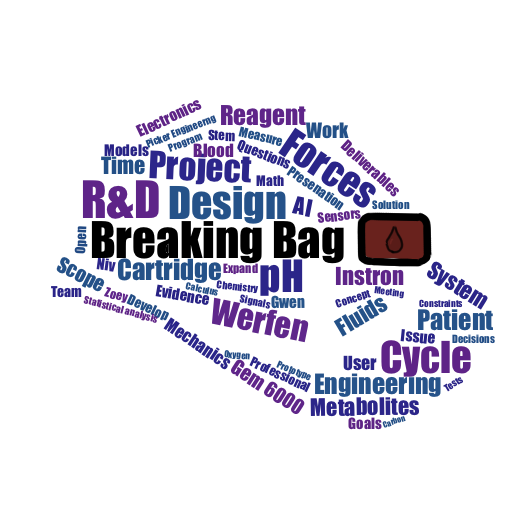 Electronics
Reagent
Picker Engineerng
Program
Stem
Measure
Work
Models
BLood
Questions
Forces
Deliverables
Time
Project
Math
Presenation
R&D
Design
AI
Sensors
Solution
Open
Breaking Bag
Niv
Cartridge
Expand
pH
Instron
System
Scope
Team
Zoey
Develop
Calculus
Chemistry
Evidence
Signals
Gwen
Concept
Meeting
Constraints
Statistical analysis
Werfen
Fluids
Patient
Mechanics
Issue
Decisions
Oxygen
Professional
Prototype
User
Cycle
Gem 6000
Engineering
Tests
Metabolites
Goals
Carbon